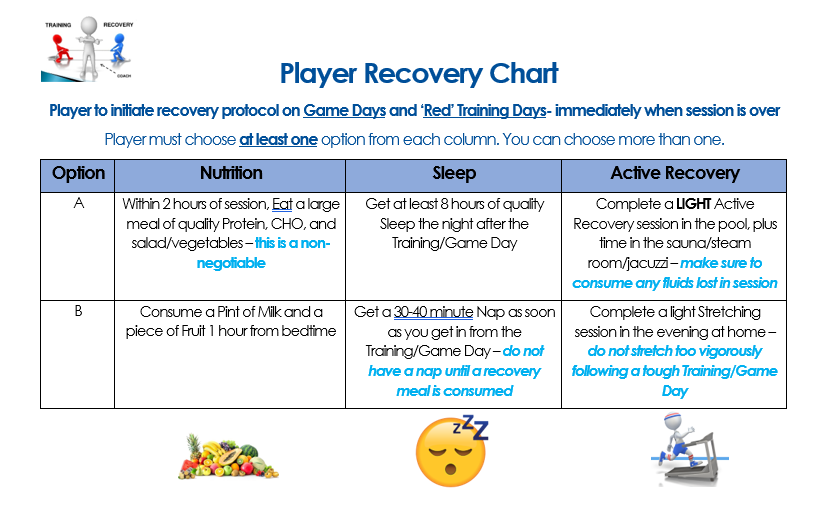 TRAINING RECOVERY
COACH
Player Recovery Chart
Player to initiate recovery protocol on Game Days and ‘Red’ Training Days- immediately when session is over
Player must choose at least one option from each column. You can choose more than one.
Option Nutrition Sleep Active Recovery
A
Within 2 hours of session, Eat a large
meal of quality Protein, CHO, and
salad/vegetables – this is a non-
negotiable
Get at least 8 hours of quality
Sleep the night after the
Training/Game Day
Complete a LIGHT Active
Recovery session in the pool, plus
time in the sauna/steam
room/jacuzzi – make sure to
consume any fluids lost in session
B
Consume a Pint of Milk and a
piece of Fruit 1 hour from bedtime
Get a 30-40 minute Nap as soon
as you get in from the
Training/Game Day – do not
have a nap until a recovery
meal is consumed
Complete a light Stretching
session in the evening at home –
do not stretch too vigorously
following a tough Training/Game
Day
zZZ